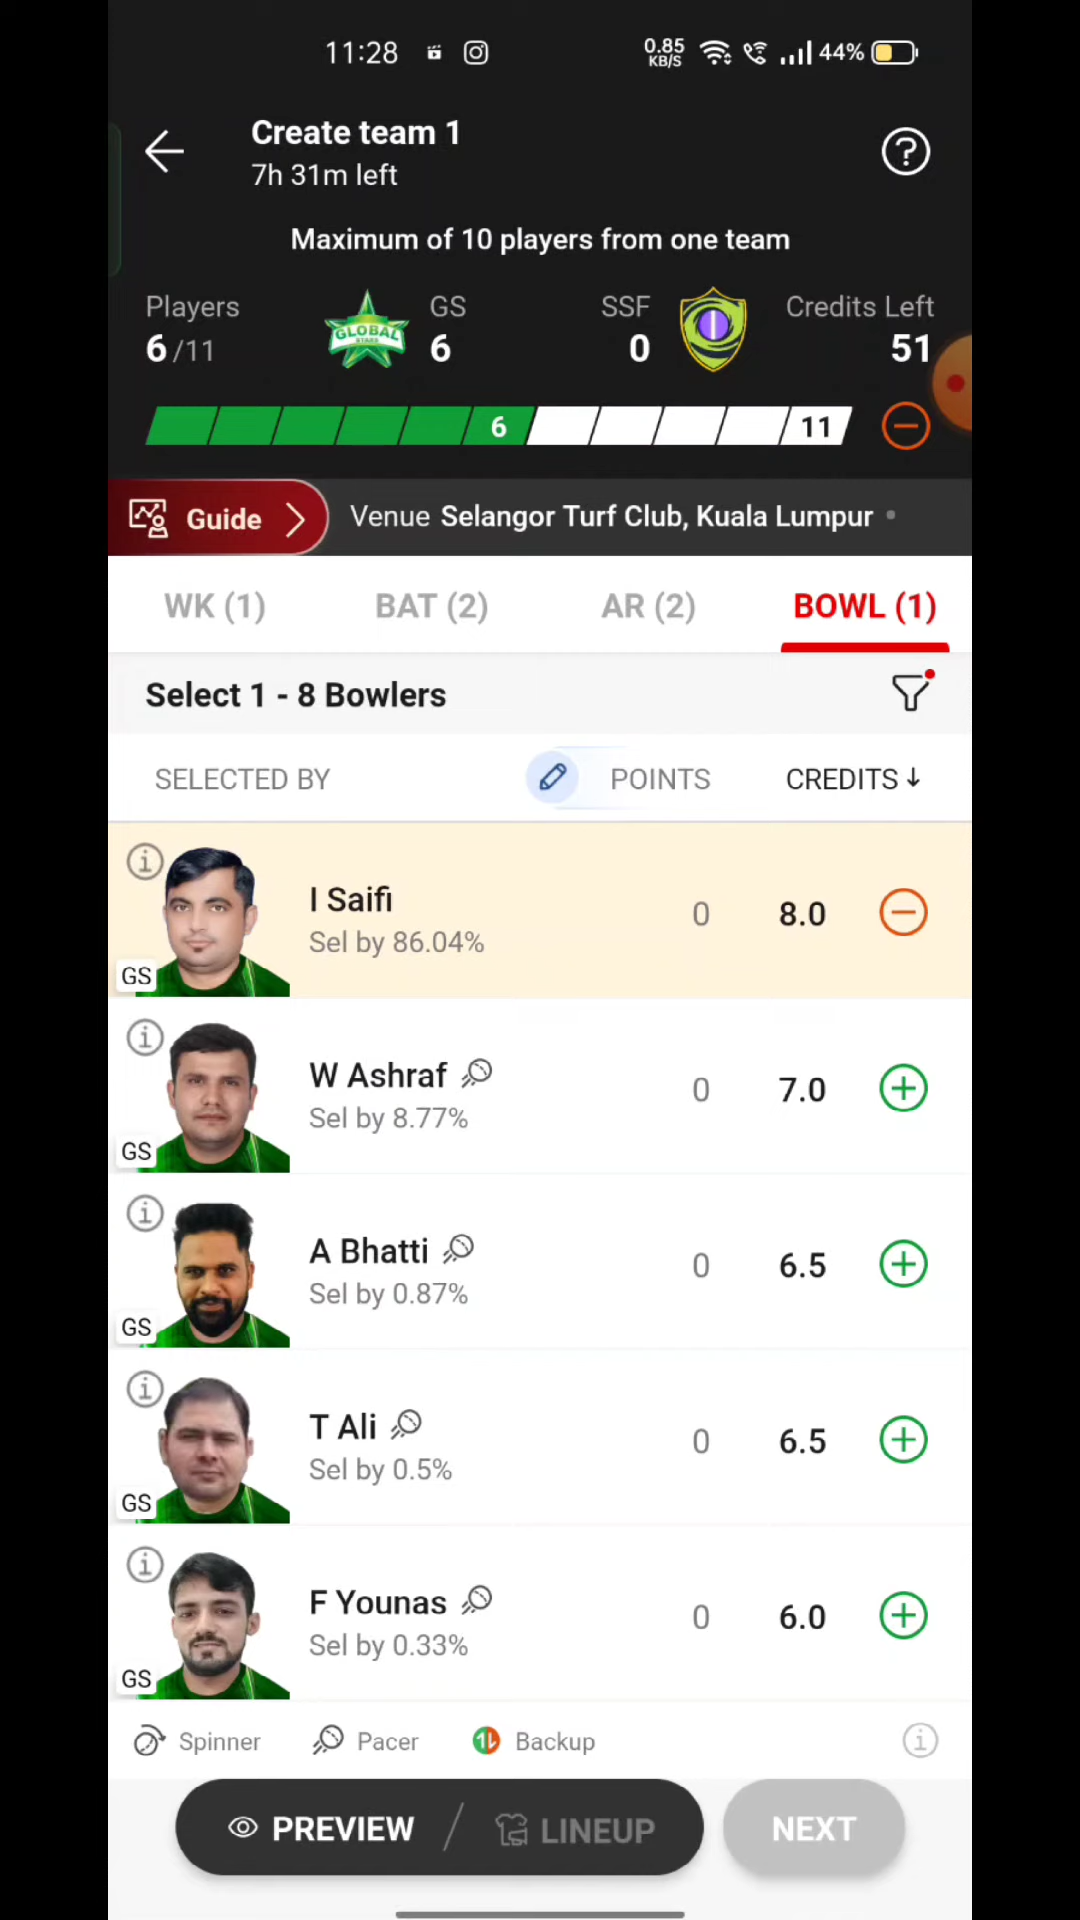 11:28 0.85 KB/S 44%
Create team 1
7h 31m left
Maximum of 10 players from one team
Players GS SSF Credits Left
6/11 GLOBAL STARS 6 0 51
6 11
Guide Venue Selangor Turf Club, Kuala Lumpur
WK (1) BAT (2) AR (2) BOWL (1)
Select 1 - 8 Bowlers
SELECTED BY POINTS CREDITS ↓
I Saifi 0 8.0
Sel by 86.04%
GS
W Ashraf 0 7.0
Sel by 8.77%
GS
A Bhatti 0 6.5
Sel by 0.87%
GS
T Ali 0 6.5
Sel by 0.5%
GS
F Younas 0 6.0
Sel by 0.33%
GS
Spinner Pacer Backup
PREVIEW / LINEUP NEXT